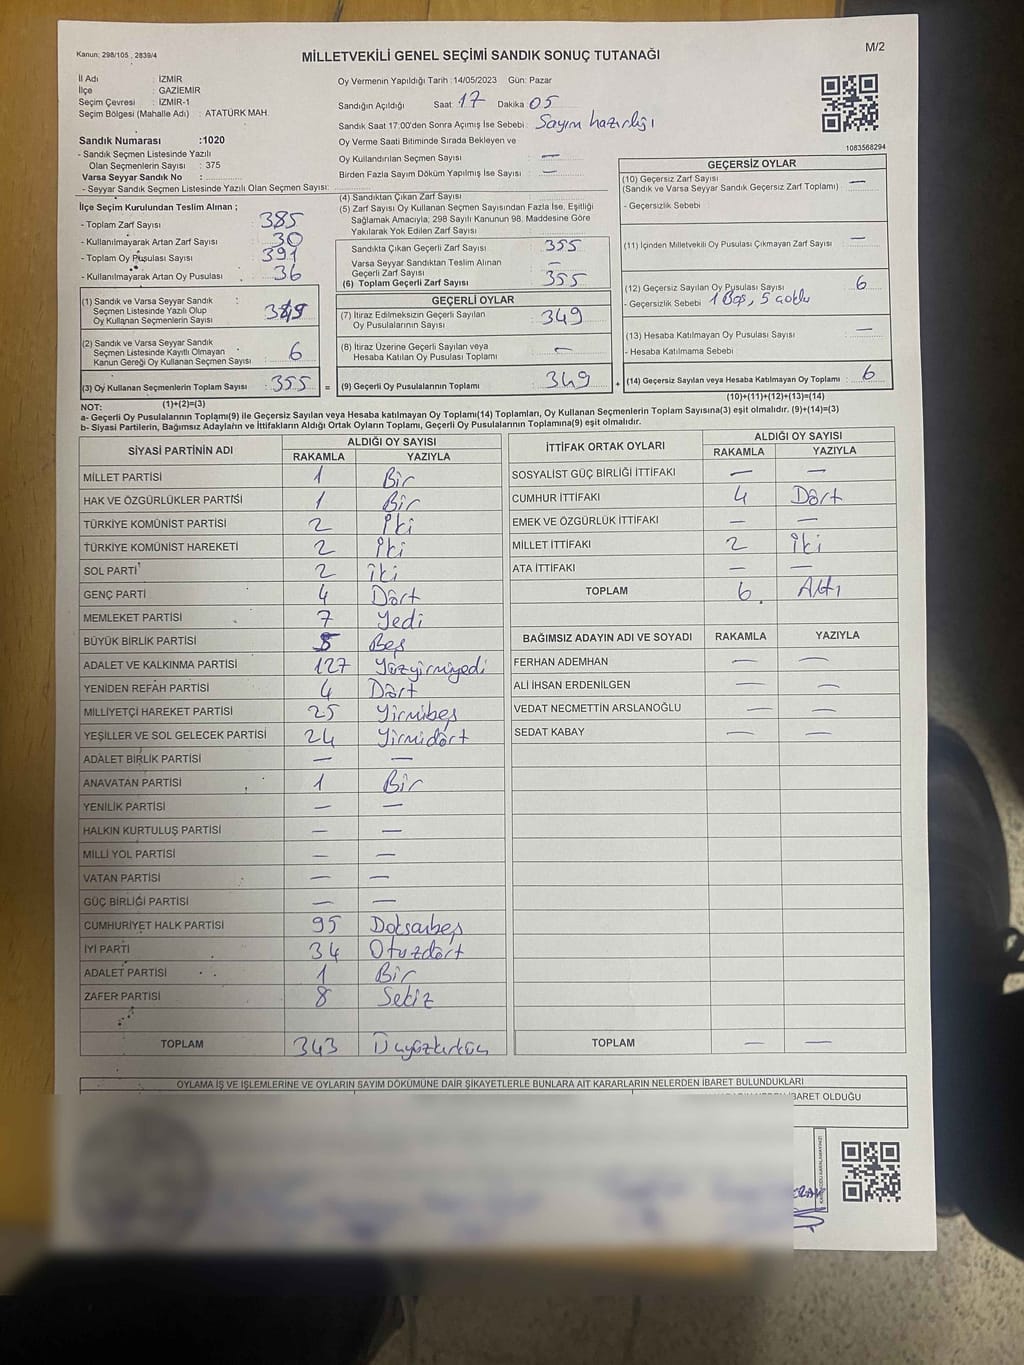 Kanun: 298/105 , 2839/4
M/2
MİLLETVEKİLİ GENEL SEÇİMİ SANDIK SONUÇ TUTANAĞI
İl Adı : İZMİR
İlçe : GAZİEMİR
Seçim Çevresi : İZMİR-1
Seçim Bölgesi (Mahalle Adı) : ATATÜRK MAH.
Sandık Numarası :1020
- Sandık Seçmen Listesinde Yazılı
Olan Seçmenlerin Sayısı : 375
Varsa Seyyar Sandık No :
- Seyyar Sandık Seçmen Listesinde Yazılı Olan Seçmen Sayısı:
Oy Vermenin Yapıldığı Tarih : 14/05/2023 Gün: Pazar
Sandığın Açıldığı Saat 17 Dakika 05
Sandık Saat 17:00'den Sonra Açımış İse Sebebi : Sayım hazırlığı
Oy Verme Saati Bitiminde Sırada Bekleyen ve
Oy Kullandırılan Seçmen Sayısı : —
Birden Fazla Sayım Döküm Yapılmış İse Sayısı : —
1083568294
İlçe Seçim Kurulundan Teslim Alınan ;
- Toplam Zarf Sayısı : 385
- Kullanılmayarak Artan Zarf Sayısı : 30
- Toplam Oy Pusulası Sayısı : 391
- Kullanılmayarak Artan Oy Pusulası : 36
(1) Sandık ve Varsa Seyyar Sandık :
Seçmen Listesinde Yazılı Olup
Oy Kullanan Seçmenlerin Sayısı
(2) Sandık ve Varsa Seyyar Sandık :
Seçmen Listesinde Kayıtlı Olmayan
Kanun Gereği Oy Kullanan Seçmen Sayısı 6
(3) Oy Kullanan Seçmenlerin Toplam Sayısı : 355 =
(1)+(2)=(3)
(4) Sandıktan Çıkan Zarf Sayısı :
(5) Zarf Sayısı Oy Kullanan Seçmen Sayısından Fazla İse, Eşitliği
Sağlamak Amacıyla; 298 Sayılı Kanunun 98. Maddesine Göre
Yakılarak Yok Edilen Zarf Sayısı :
Sandıkta Çıkan Geçerli Zarf Sayısı : 355
Varsa Seyyar Sandıktan Teslim Alınan
Geçerli Zarf Sayısı : —
(6) Toplam Geçerli Zarf Sayısı : 355
GEÇERLİ OYLAR
(7) İtiraz Edilmeksizin Geçerli Sayılan
Oy Pusulalarının Sayısı : 349
(8) İtiraz Üzerine Geçerli Sayılan veya
Hesaba Katılan Oy Pusulası Toplamı : —
(9) Geçerli Oy Pusulalarının Toplamı : 349 +
GEÇERSİZ OYLAR
(10) Geçersiz Zarf Sayısı : —
(Sandık ve Varsa Seyyar Sandık Geçersiz Zarf Toplamı)
- Geçersizlik Sebebi :
(11) İçinden Milletvekili Oy Pusulası Çıkmayan Zarf Sayısı : —
(12) Geçersiz Sayılan Oy Pusulası Sayısı : 6
- Geçersizlik Sebebi : 1 Boş, 5 çoklu
(13) Hesaba Katılmayan Oy Pusulası Sayısı : —
- Hesaba Katılmama Sebebi :
(14) Geçersiz Sayılan veya Hesaba Katılmayan Oy Toplamı : 6
(10)+(11)+(12)+(13)=(14)
NOT:
a- Geçerli Oy Pusulalarının Toplamı(9) ile Geçersiz Sayılan veya Hesaba katılmayan Oy Toplamı(14) Toplamları, Oy Kullanan Seçmenlerin Toplam Sayısına(3) eşit olmalıdır. (9)+(14)=(3)
b- Siyasi Partilerin, Bağımsız Adayların ve İttifakların Aldığı Ortak Oyların Toplamı, Geçerli Oy Pusulalarının Toplamına(9) eşit olmalıdır.
SİYASİ PARTİNİN ADI ALDIĞI OY SAYISI
RAKAMLA YAZIYLA
MİLLET PARTİSİ 1 Bir
HAK VE ÖZGÜRLÜKLER PARTİSİ 1 Bir
TÜRKİYE KOMÜNİST PARTİSİ 2 İki
TÜRKİYE KOMÜNİST HAREKETİ 2 İki
SOL PARTİ 2 İki
GENÇ PARTİ 4 Dört
MEMLEKET PARTİSİ 7 Yedi
BÜYÜK BİRLİK PARTİSİ 5 Beş
ADALET VE KALKINMA PARTİSİ 127 Yüzyirmiyedi
YENİDEN REFAH PARTİSİ 4 Dört
MİLLİYETÇİ HAREKET PARTİSİ 25 Yirmibeş
YEŞİLLER VE SOL GELECEK PARTİSİ 24 Yirmidört
ADALET BİRLİK PARTİSİ — —
ANAVATAN PARTİSİ 1 Bir
YENİLİK PARTİSİ — —
HALKIN KURTULUŞ PARTİSİ — —
MİLLİ YOL PARTİSİ — —
VATAN PARTİSİ — —
GÜÇ BİRLİĞİ PARTİSİ — —
CUMHURİYET HALK PARTİSİ 95 Doksanbeş
İYİ PARTİ 34 Otuzdört
ADALET PARTİSİ 1 Bir
ZAFER PARTİSİ 8 Sekiz
TOPLAM 343
İTTİFAK ORTAK OYLARI ALDIĞI OY SAYISI
RAKAMLA YAZIYLA
SOSYALİST GÜÇ BİRLİĞİ İTTİFAKI — —
CUMHUR İTTİFAKI 4 Dört
EMEK VE ÖZGÜRLÜK İTTİFAKI — —
MİLLET İTTİFAKI 2 İki
ATA İTTİFAKI — —
TOPLAM 6 Altı
BAĞIMSIZ ADAYIN ADI VE SOYADI RAKAMLA YAZIYLA
FERHAN ADEMHAN — —
ALİ İHSAN ERDENİLGEN — —
VEDAT NECMETTİN ARSLANOĞLU — —
SEDAT KABAY — —
TOPLAM — —
OYLAMA İŞ VE İŞLEMLERİNE VE OYLARIN SAYIM DÖKÜMÜNE DAİR ŞİKAYETLERLE BUNLARA AİT KARARLARIN NELERDEN İBARET BULUNDUKLARI
İBARET OLDUĞU